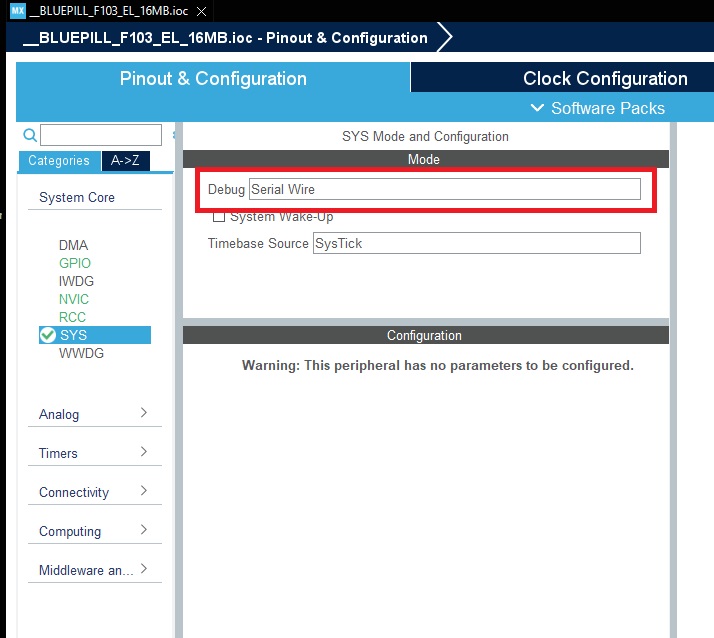 MX __BLUEPILL_F103_EL_16MB.ioc
__BLUEPILL_F103_EL_16MB.ioc - Pinout & Configuration
Pinout & Configuration
Clock Configuration
Software Packs
Categories
A->Z
System Core
DMA
GPIO
IWDG
NVIC
RCC
SYS
WWDG
Analog
Timers
Connectivity
Computing
Middleware an...
SYS Mode and Configuration
Mode
Debug Serial Wire
System Wake-Up
Timebase Source SysTick
Configuration
Warning: This peripheral has no parameters to be configured.